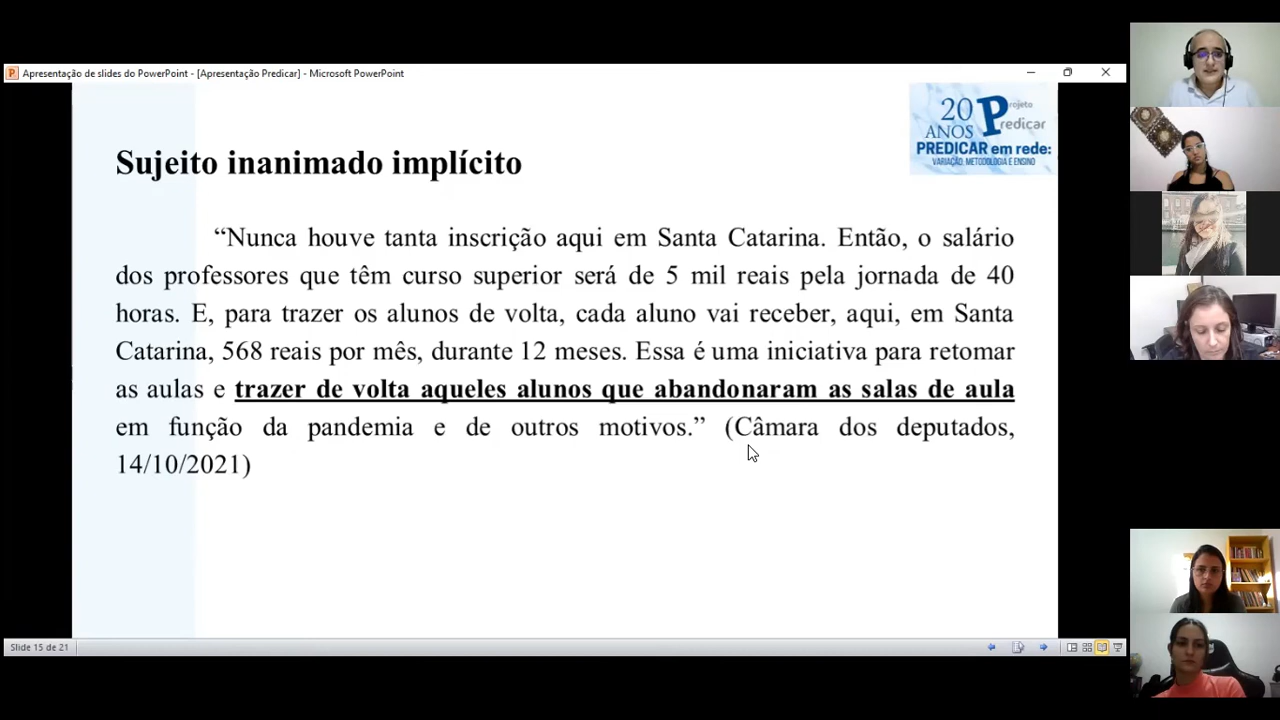 Apresentação de slides do PowerPoint - [Apresentação Predicar] - Microsoft PowerPoint
20 ANOS Projeto Predicar
PREDICAR em rede:
VARIAÇÃO, METODOLOGIA E ENSINO
Sujeito inanimado implícito
“Nunca houve tanta inscrição aqui em Santa Catarina. Então, o salário
dos professores que têm curso superior será de 5 mil reais pela jornada de 40
horas. E, para trazer os alunos de volta, cada aluno vai receber, aqui, em Santa
Catarina, 568 reais por mês, durante 12 meses. Essa é uma iniciativa para retomar
as aulas e trazer de volta aqueles alunos que abandonaram as salas de aula
em função da pandemia e de outros motivos.” (Câmara dos deputados,
14/10/2021)
Slide 15 de 21